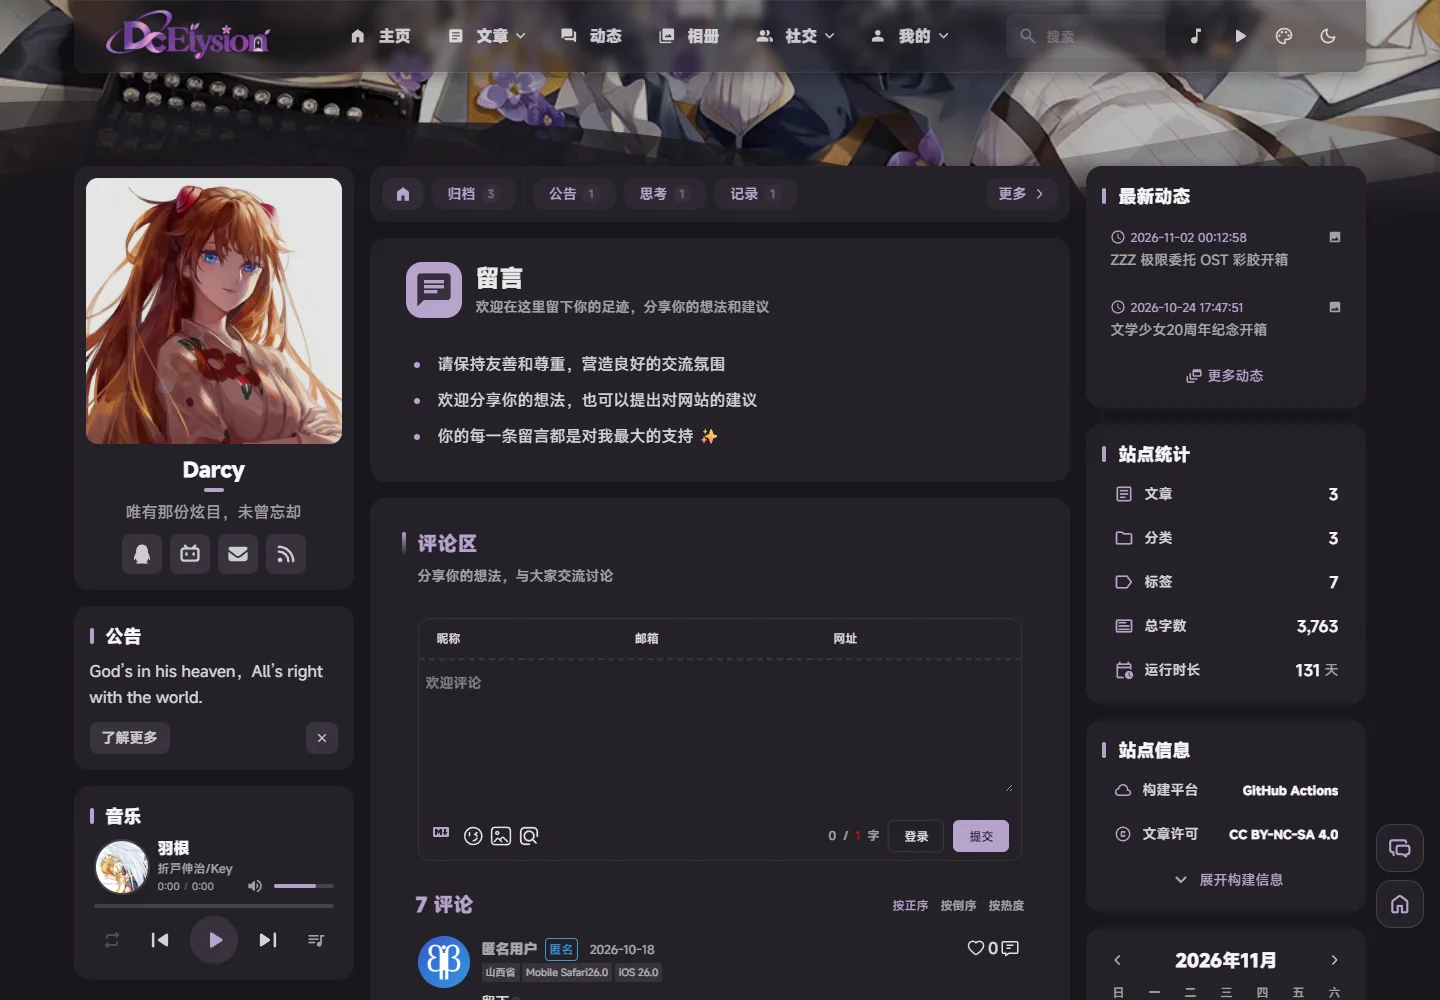 DcElysion
主页
文章
动态
相册
社交
我的
搜索
Darcy
唯有那份炫目，未曾忘却
公告
God's in his heaven，All's right
with the world.
了解更多
音乐
羽根
折戸伸治/Key
0:00 / 0:00
归档 3
公告 1
思考 1
记录 1
更多
留言
欢迎在这里留下你的足迹，分享你的想法和建议
• 请保持友善和尊重，营造良好的交流氛围
• 欢迎分享你的想法，也可以提出对网站的建议
• 你的每一条留言都是对我最大的支持 ✨
评论区
分享你的想法，与大家交流讨论
昵称
邮箱
网址
欢迎评论
0 / 1 字
登录
提交
7 评论
按正序 按倒序 按热度
匿名用户 匿名 2026-10-18
0
山西省 Mobile Safari26.0 iOS 26.0
最新动态
2026-11-02 00:12:58
ZZZ 极限委托 OST 彩胶开箱
2026-10-24 17:47:51
文学少女20周年纪念开箱
更多动态
站点统计
文章 3
分类 3
标签 7
总字数 3,763
运行时长 131 天
站点信息
构建平台 GitHub Actions
文章许可 CC BY-NC-SA 4.0
展开构建信息
2026年11月
日 一 二 三 四 五 六